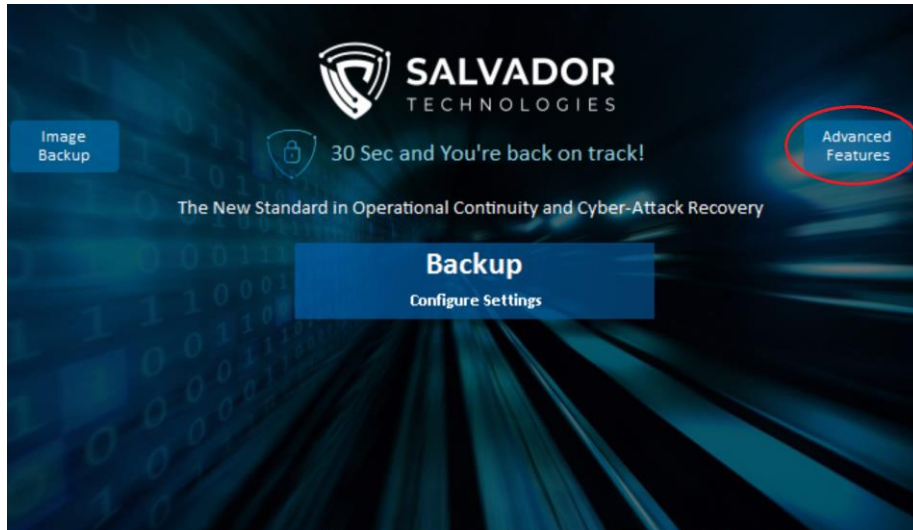 SALVADOR
TECHNOLOGIES
Image
Backup
30 Sec and You're back on track!
Advanced
Features
The New Standard in Operational Continuity and Cyber-Attack Recovery
Backup
Configure Settings